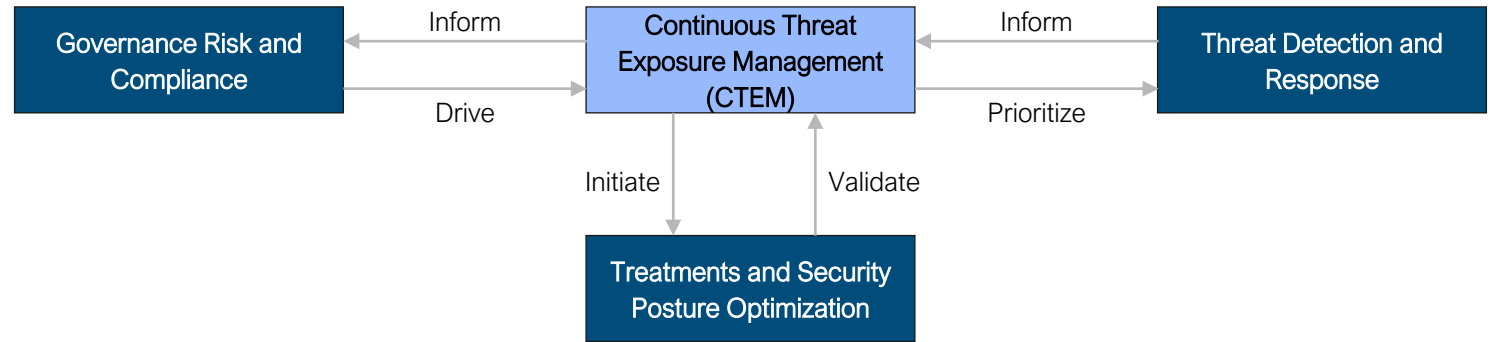 Governance Risk and
Compliance
Inform
Drive
Continuous Threat
Exposure Management
(CTEM)
Inform
Prioritize
Threat Detection and
Response
Initiate
Validate
Treatments and Security
Posture Optimization